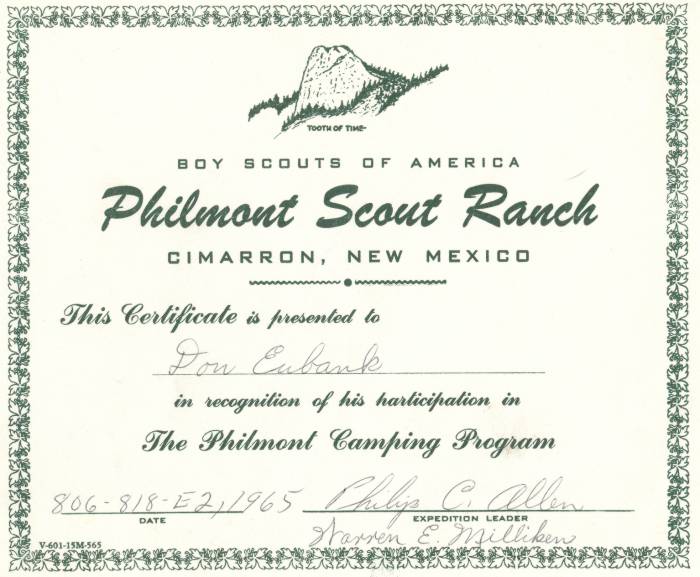 TOOTH OF TIME
BOY SCOUTS OF AMERICA
Philmont Scout Ranch
CIMARRON, NEW MEXICO
This Certificate is presented to
Don Eubank
in recognition of his harticipation in
The Philmont Camping Program
806-818-E2, 1965 Philip C. Allen
DATE EXPEDITION LEADER
Warren E. Milliken
V-601-15M-565